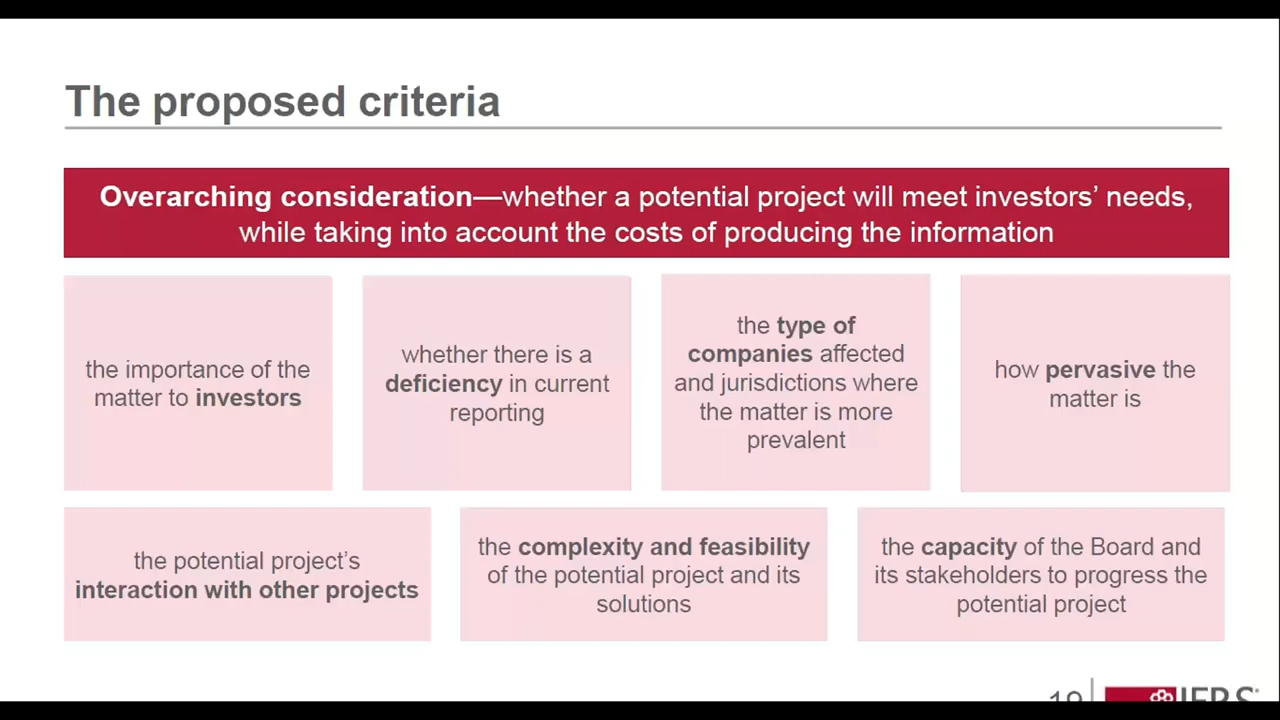 The proposed criteria
Overarching consideration—whether a potential project will meet investors’ needs,
while taking into account the costs of producing the information
the importance of the
matter to investors
whether there is a
deficiency in current
reporting
the type of
companies affected
and jurisdictions where
the matter is more
prevalent
how pervasive the
matter is
the potential project’s
interaction with other projects
the complexity and feasibility
of the potential project and its
solutions
the capacity of the Board and
its stakeholders to progress the
potential project
IFRS